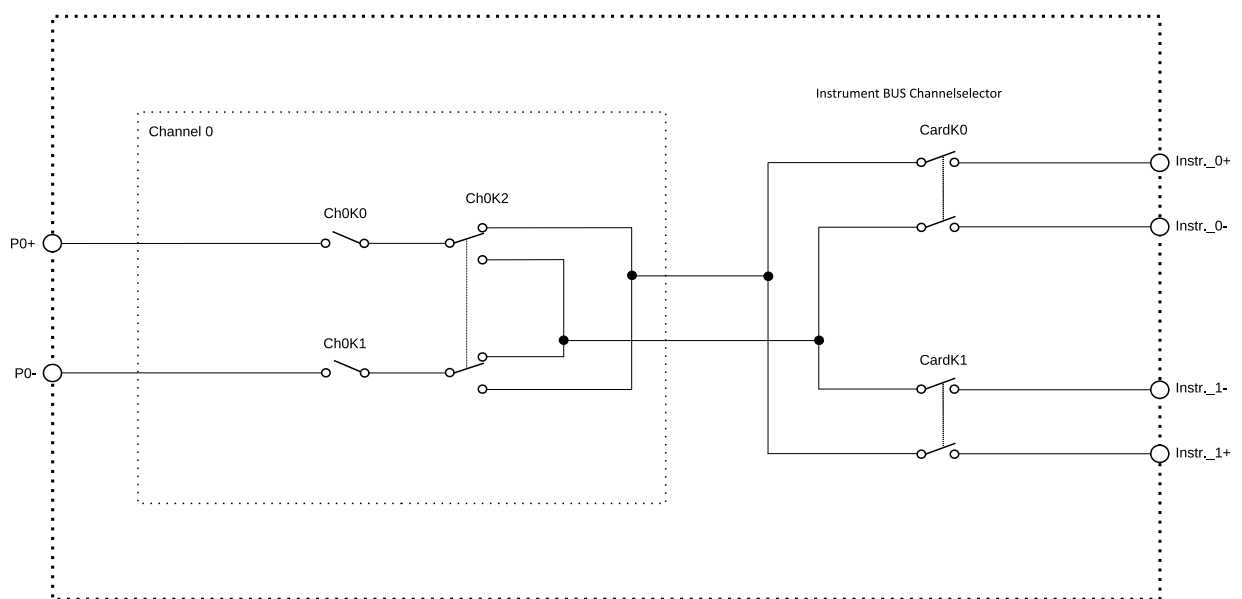 Instrument BUS Channelselector
Channel 0
CardK0
Instr._0+
Ch0K2
Ch0K0
Instr._0-
P0+
Ch0K1
CardK1
P0-
Instr._1-
Instr._1+